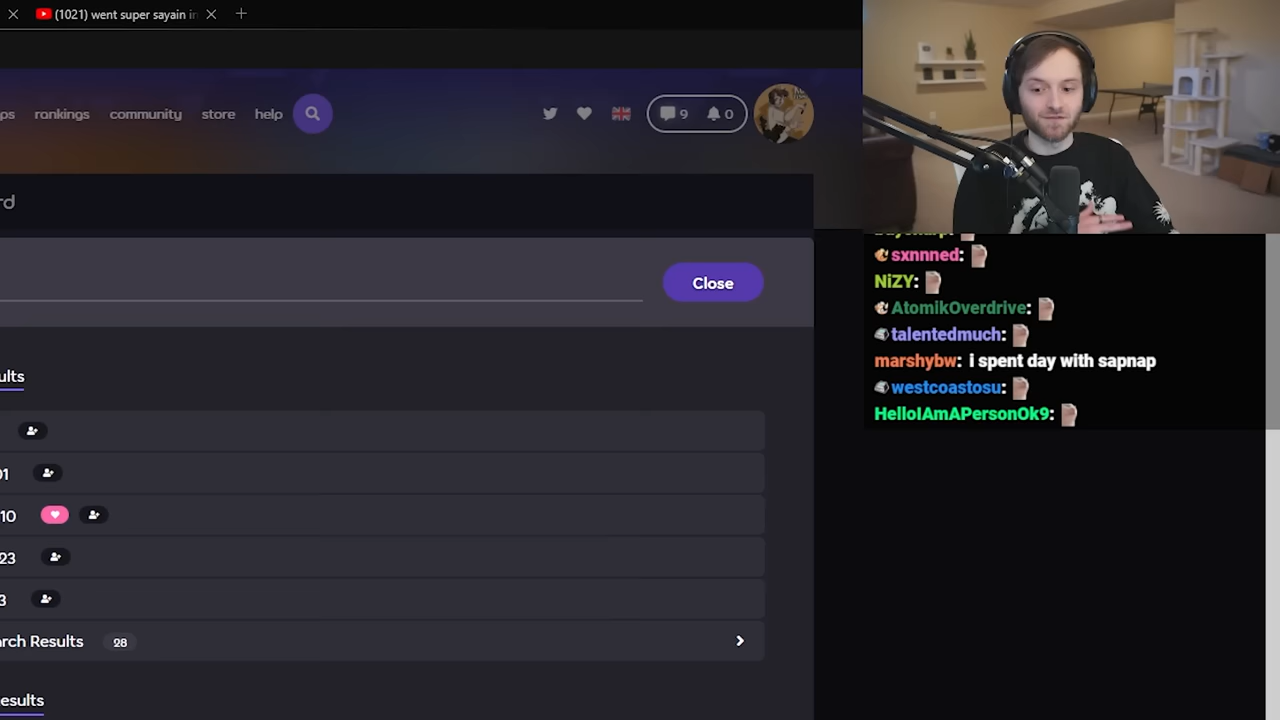 (1021) went super sayain in
ps rankings community store help 9 0
rd
Close
sxnnned:
NiZY:
AtomikOverdrive:
talentedmuch:
marshybw: i spent day with sapnap
westcoastosu:
HelloIAmAPersonOk9:
ults
01
10
23
3
rch Results 28
esults